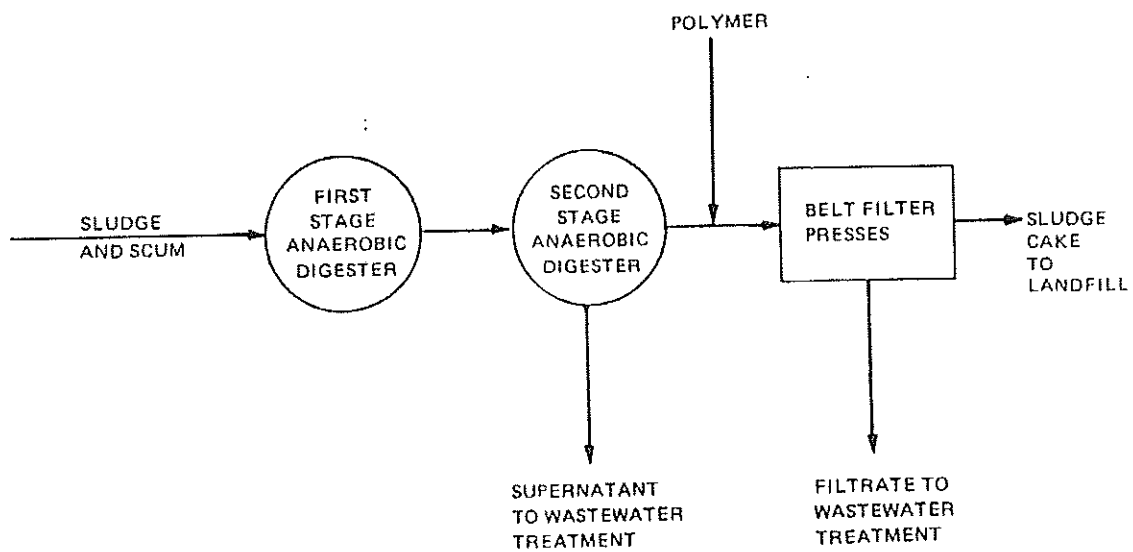 POLYMER
SLUDGE
AND SCUM
FIRST
STAGE
ANAEROBIC
DIGESTER
SECOND
STAGE
ANAEROBIC
DIGESTER
BELT FILTER
PRESSES
SLUDGE
CAKE
TO
LANDFILL
SUPERNATANT
TO WASTEWATER
TREATMENT
FILTRATE TO
WASTEWATER
TREATMENT